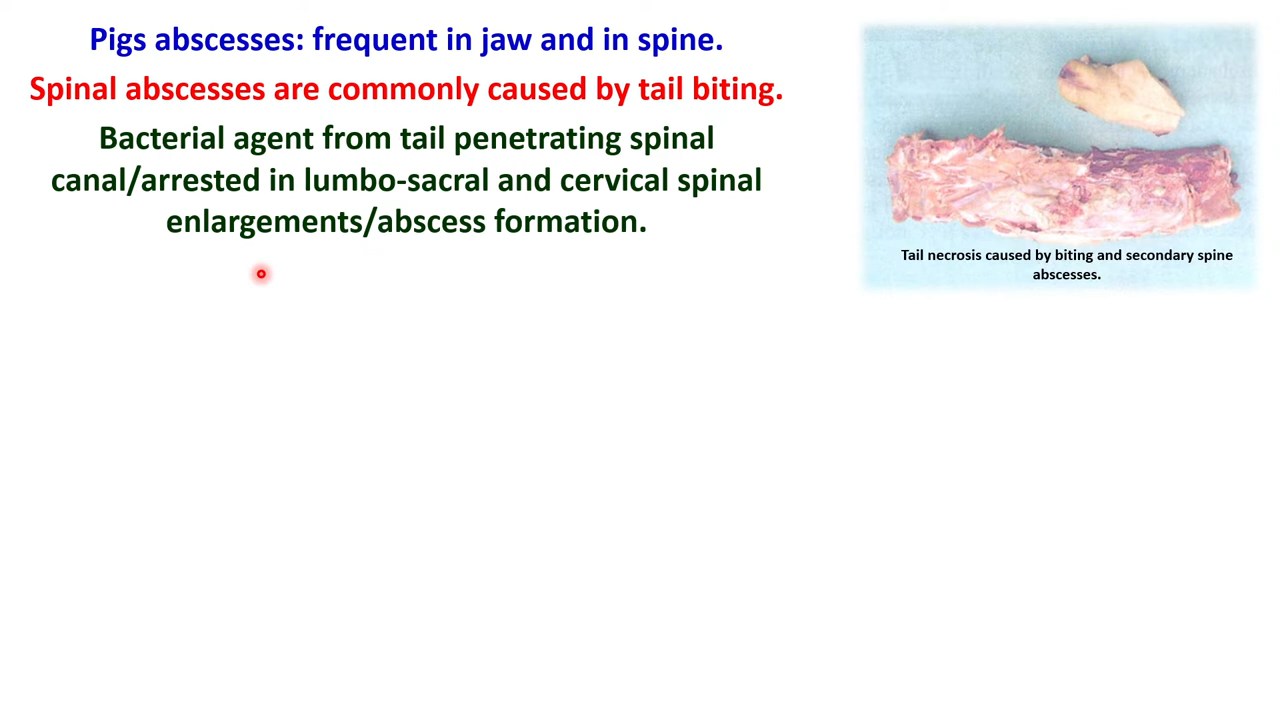 Pigs abscesses: frequent in jaw and in spine.
Spinal abscesses are commonly caused by tail biting.
Bacterial agent from tail penetrating spinal
canal/arrested in lumbo-sacral and cervical spinal
enlargements/abscess formation.
Tail necrosis caused by biting and secondary spine
abscesses.